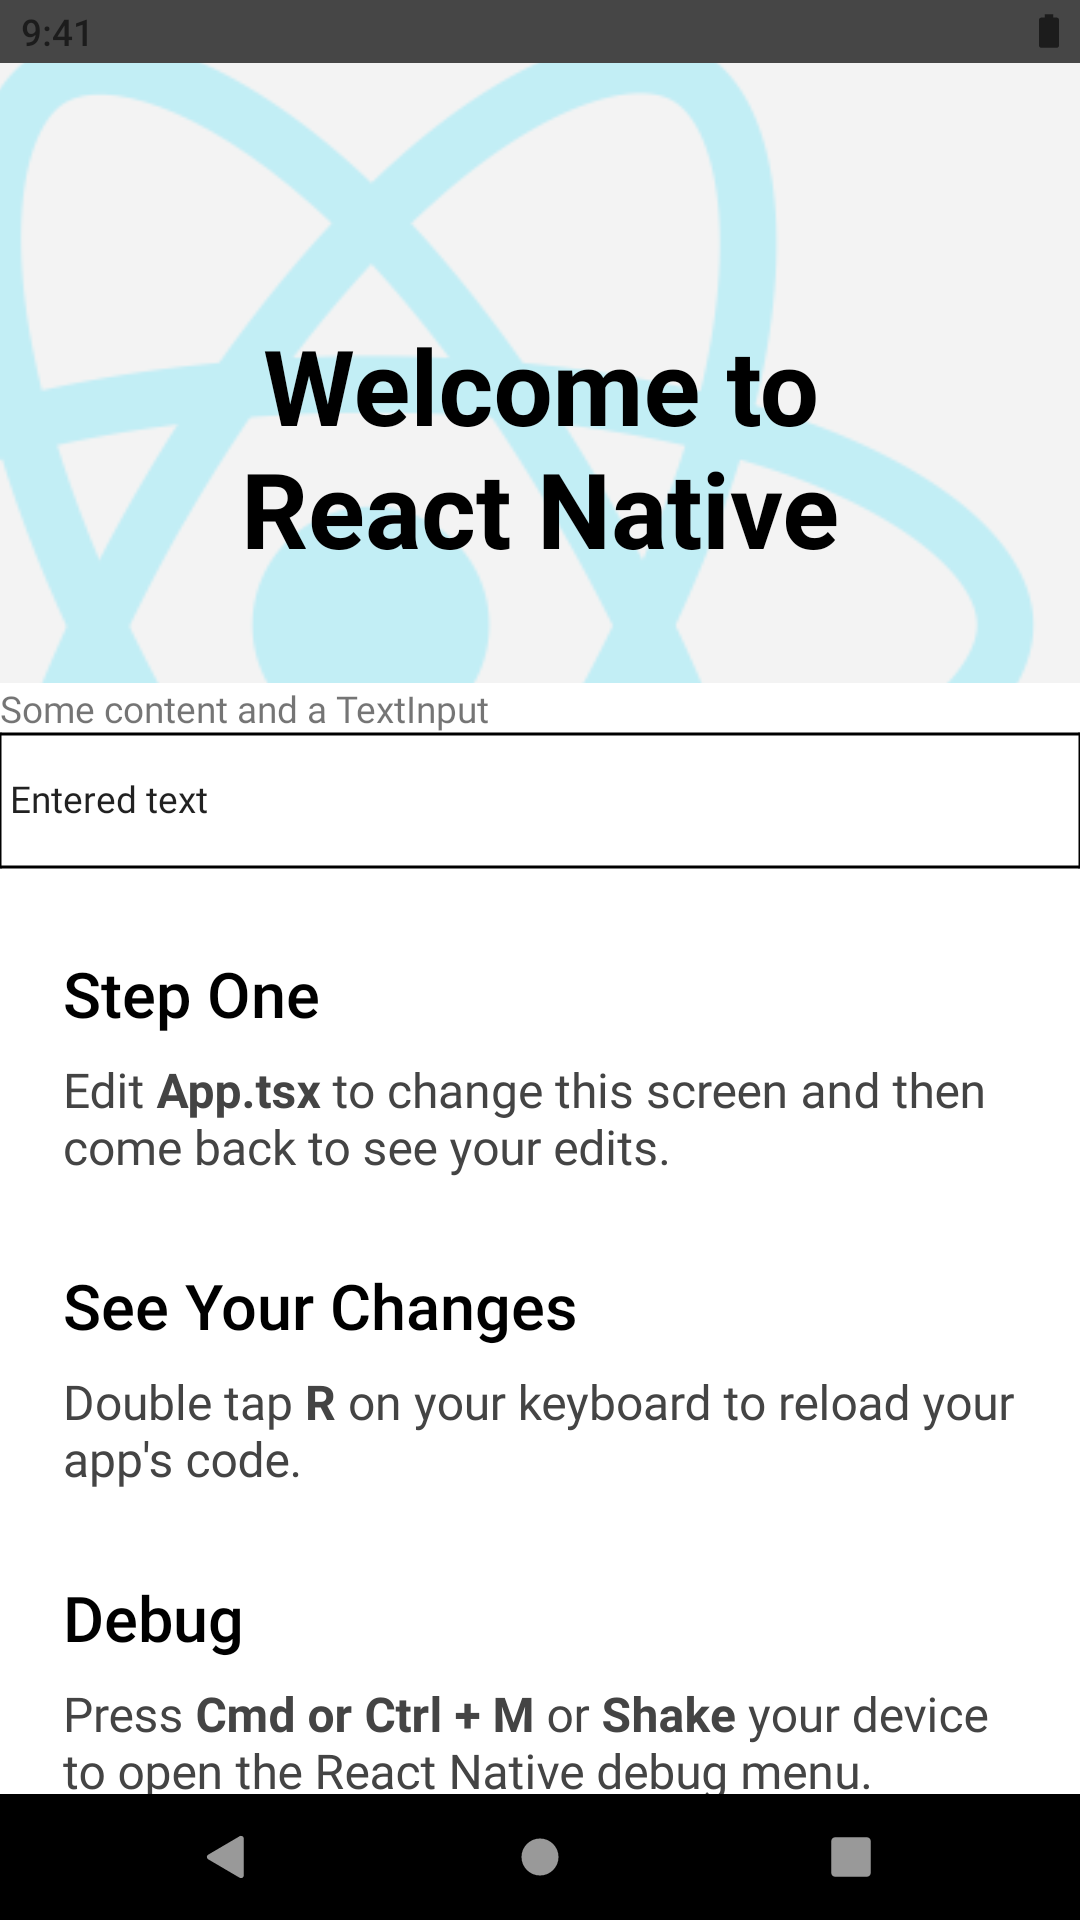 9:41
Welcome to
React Native
Some content and a TextInput
Entered text
Step One
Edit App.tsx to change this screen and then
come back to see your edits.
See Your Changes
Double tap R on your keyboard to reload your
app's code.
Debug
Press Cmd or Ctrl + M or Shake your device
to open the React Native debug menu.